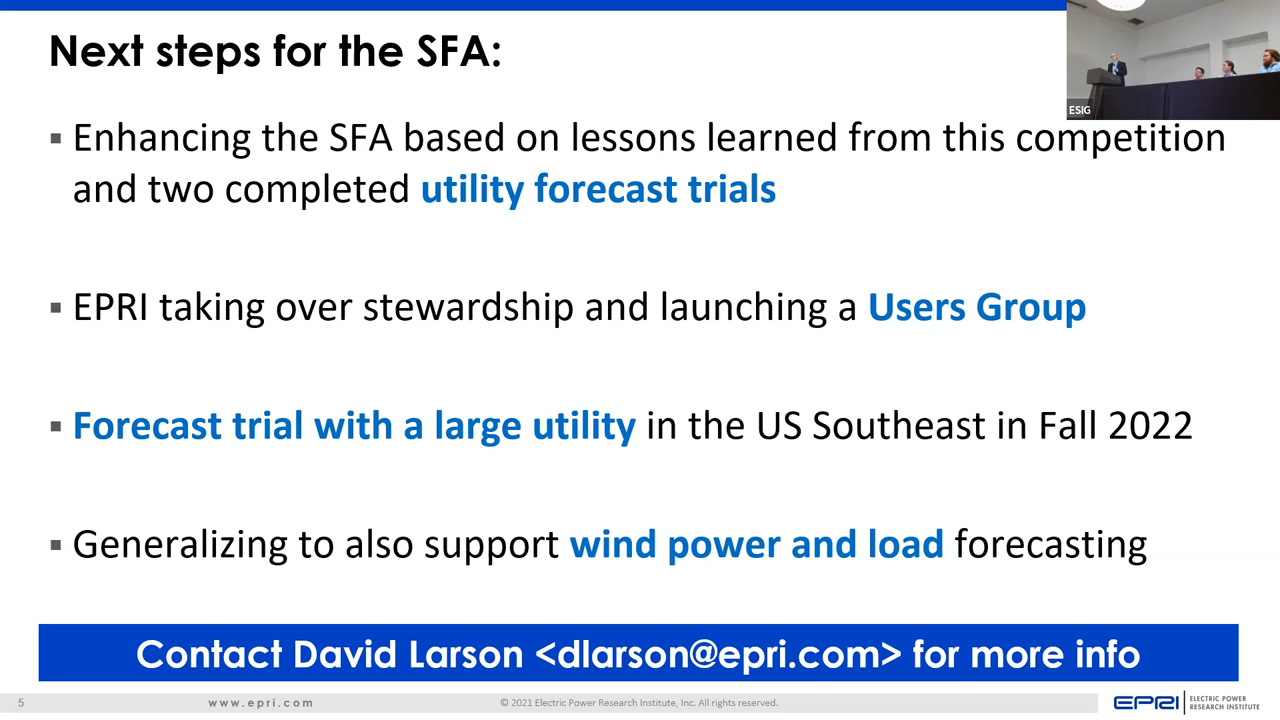 Next steps for the SFA:
ESIG
▪ Enhancing the SFA based on lessons learned from this competition
and two completed utility forecast trials
▪ EPRI taking over stewardship and launching a Users Group
▪ Forecast trial with a large utility in the US Southeast in Fall 2022
▪ Generalizing to also support wind power and load forecasting
Contact David Larson <dlarson@epri.com> for more info
5
www.epri.com
© 2021 Electric Power Research Institute, Inc. All rights reserved.
EPRI
ELECTRIC POWER
RESEARCH INSTITUTE